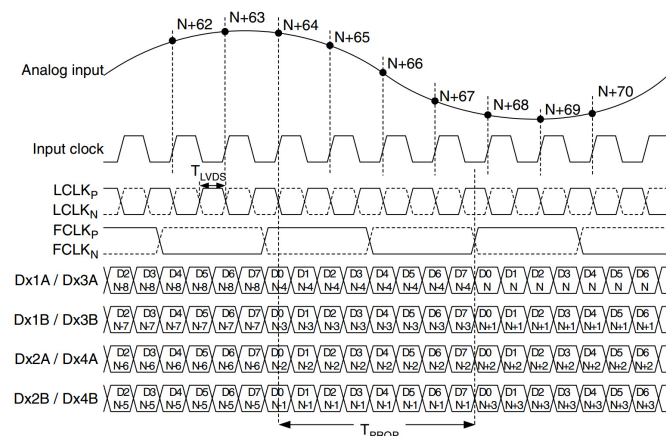 N+62 N+63 N+64 N+65 N+66 N+67 N+68 N+69 N+70
Analog input
Input clock
T_LVDS
LCLK_P
LCLK_N
FCLK_P
FCLK_N
Dx1A / Dx3A D2 D3 D4 D5 D6 D7 D0 D1 D2 D3 D4 D5 D6 D7 D0 D1 D2 D3 D4 D5 D6
N-8 N-8 N-8 N-8 N-8 N-8 N-4 N-4 N-4 N-4 N-4 N-4 N-4 N-4 N N N N N N N
Dx1B / Dx3B D2 D3 D4 D5 D6 D7 D0 D1 D2 D3 D4 D5 D6 D7 D0 D1 D2 D3 D4 D5 D6
N-7 N-7 N-7 N-7 N-7 N-7 N-3 N-3 N-3 N-3 N-3 N-3 N-3 N-3 N+1 N+1 N+1 N+1 N+1 N+1 N+1
Dx2A / Dx4A D2 D3 D4 D5 D6 D7 D0 D1 D2 D3 D4 D5 D6 D7 D0 D1 D2 D3 D4 D5 D6
N-6 N-6 N-6 N-6 N-6 N-6 N-2 N-2 N-2 N-2 N-2 N-2 N-2 N-2 N+2 N+2 N+2 N+2 N+2 N+2 N+2
Dx2B / Dx4B D2 D3 D4 D5 D6 D7 D0 D1 D2 D3 D4 D5 D6 D7 D0 D1 D2 D3 D4 D5 D6
N-5 N-5 N-5 N-5 N-5 N-5 N-1 N-1 N-1 N-1 N-1 N-1 N-1 N-1 N+3 N+3 N+3 N+3 N+3 N+3 N+3
T_PROP